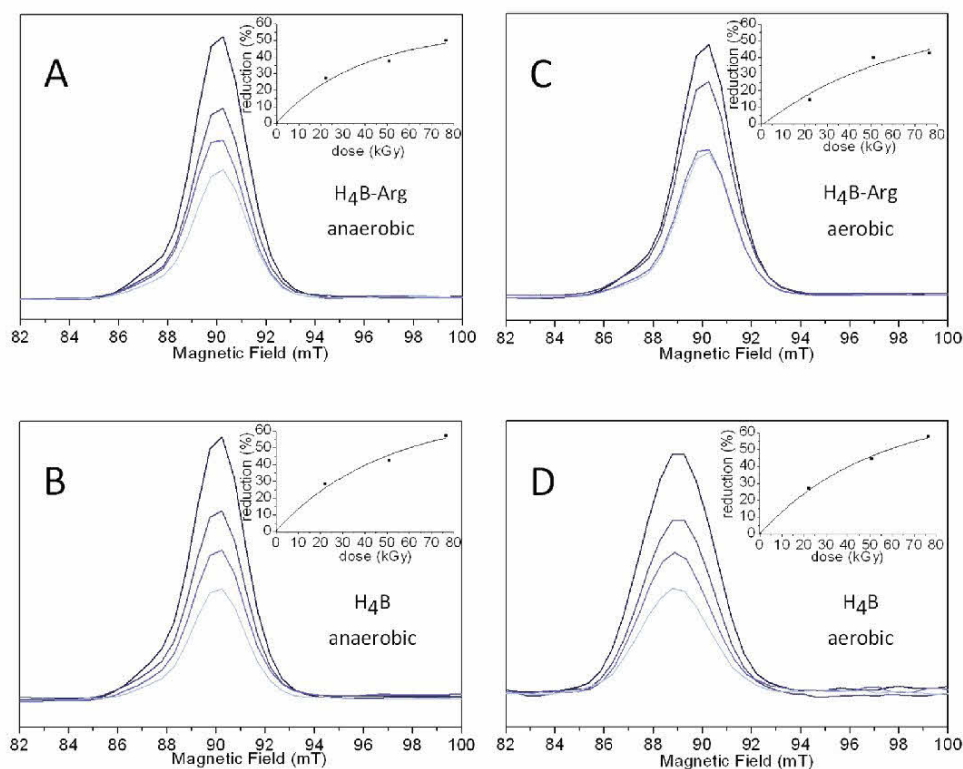 A
reduction (%)
60
50
40
30
20
10
0
0 10 20 30 40 50 60 70 80
dose (kGy)
H4B-Arg
anaerobic
82 84 86 88 90 92 94 96 98 100
Magnetic Field (mT)
C
reduction (%)
60
50
40
30
20
10
0
0 10 20 30 40 50 60 70 80
dose (kGy)
H4B-Arg
aerobic
82 84 86 88 90 92 94 96 98 100
Magnetic Field (mT)
B
reduction (%)
60
50
40
30
20
10
0
0 10 20 30 40 50 60 70 80
dose (kGy)
H4B
anaerobic
82 84 86 88 90 92 94 96 98 100
Magnetic Field (mT)
D
reduction (%)
60
50
40
30
20
10
0
0 10 20 30 40 50 60 70 80
dose (kGy)
H4B
aerobic
82 84 86 88 90 92 94 96 98 100
Magnetic Field (mT)